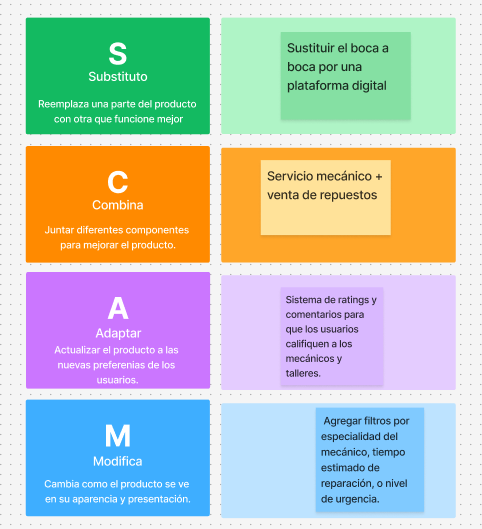 S
Substituto
Reemplaza una parte del producto
con otra que funcione mejor
Sustituir el boca a
boca por una
plataforma digital
C
Combina
Juntar diferentes componentes
para mejorar el producto.
Servicio mecánico +
venta de repuestos
A
Adaptar
Actualizar el producto a las
nuevas preferenias de los
usuarios.
Sistema de ratings y
comentarios para
que los usuarios
califiquen a los
mecánicos y
talleres.
M
Modifica
Cambia como el producto se ve
en su aparencia y presentación.
Agregar filtros por
especialidad del
mecánico, tiempo
estimado de
reparación, o nivel
de urgencia.